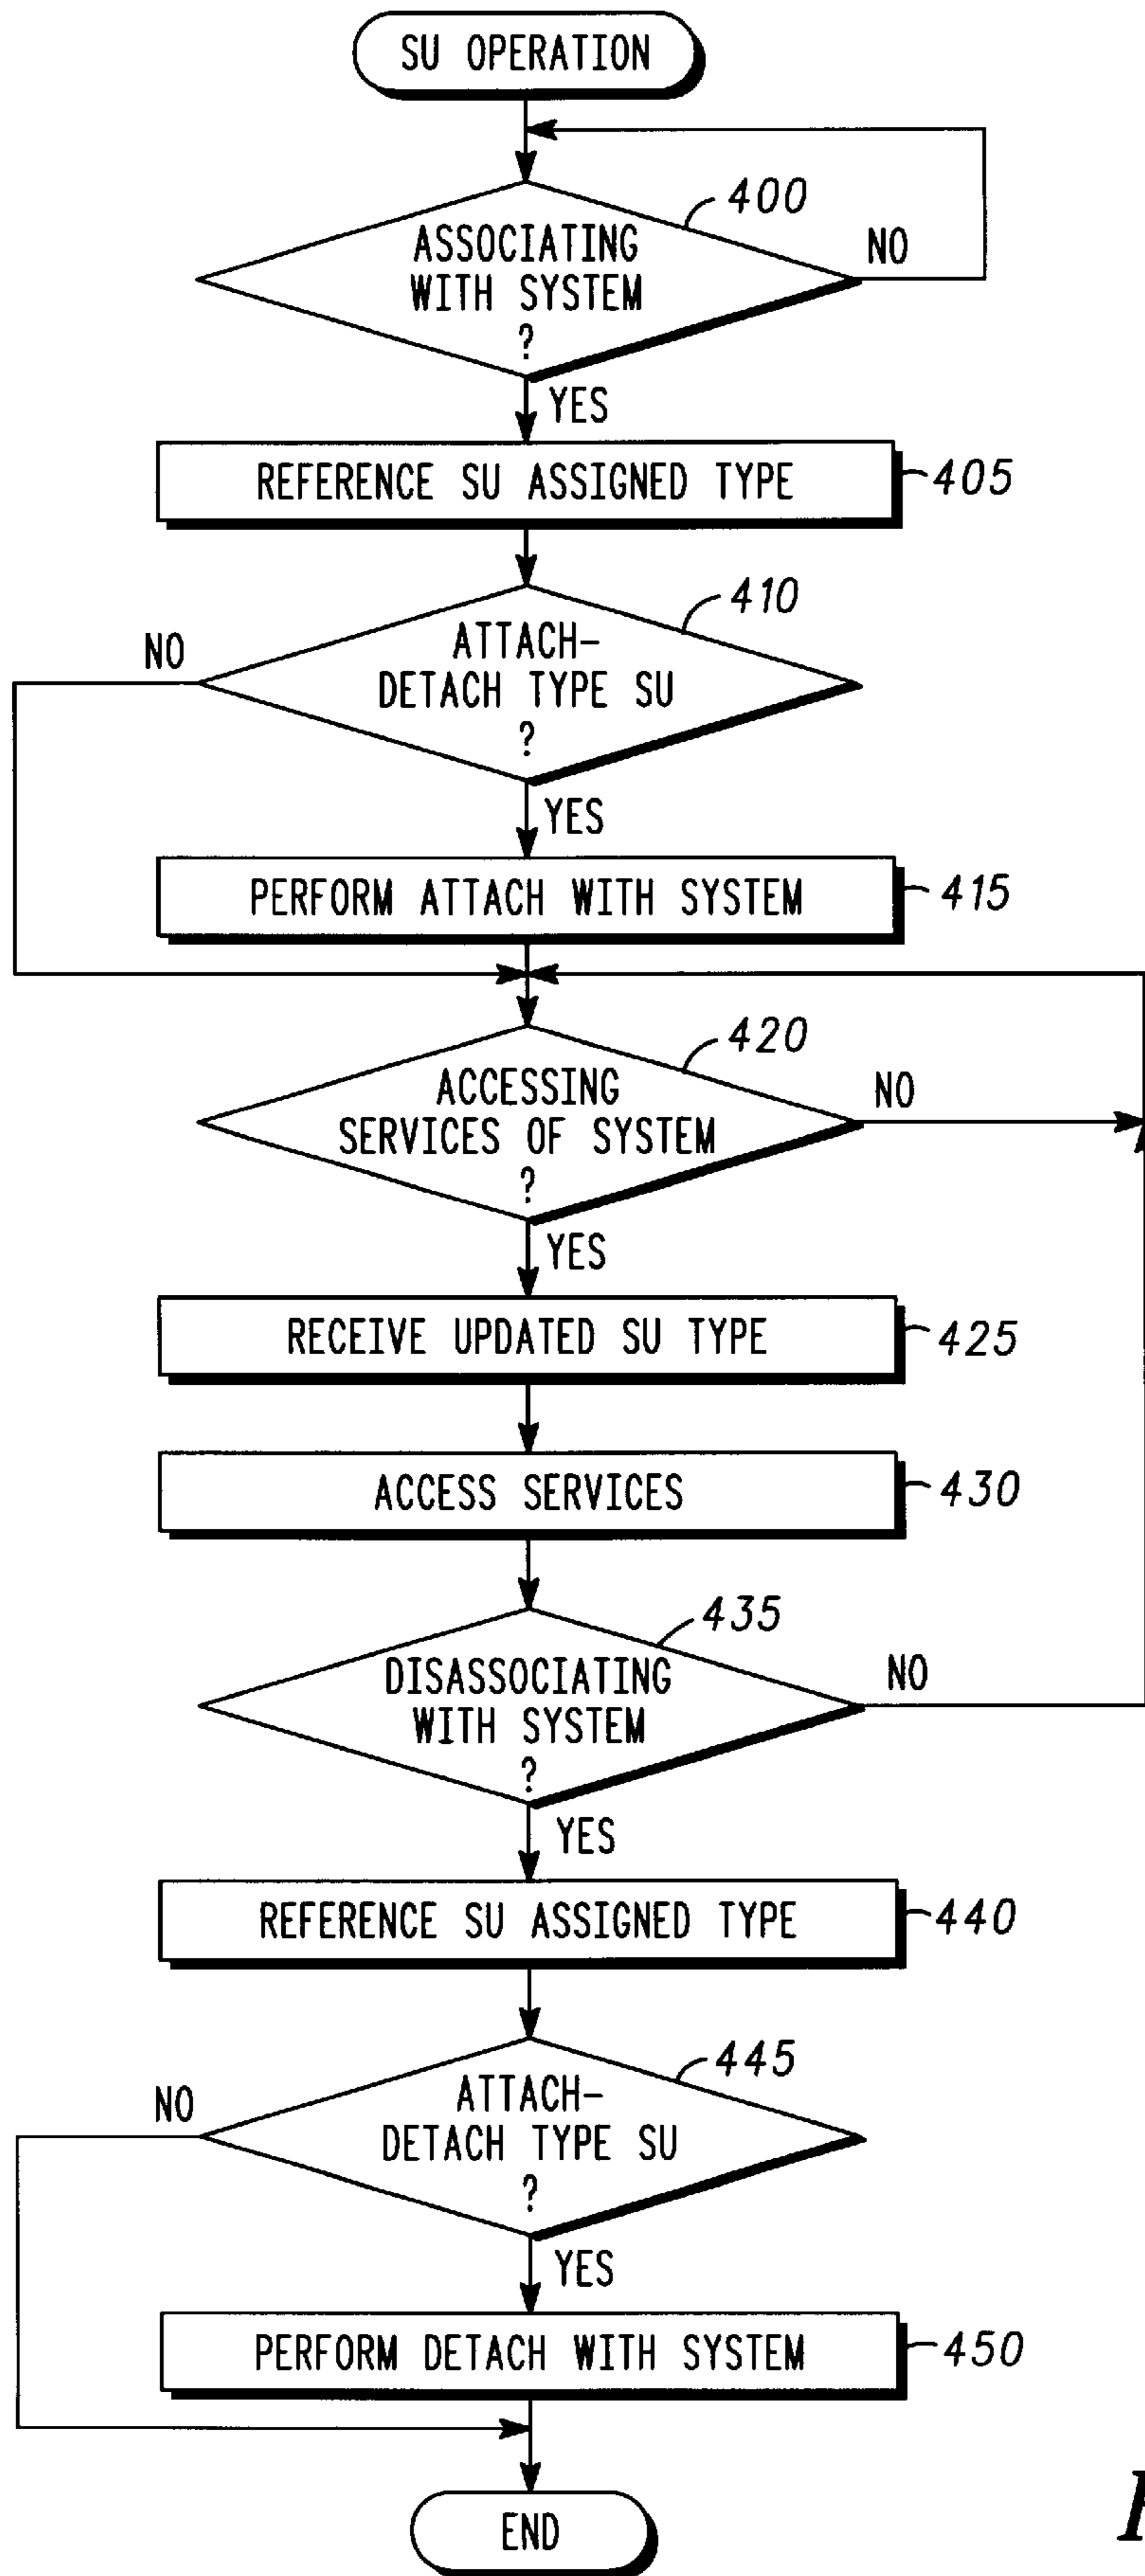 SU OPERATION
400
ASSOCIATING
WITH SYSTEM
?
NO
YES
REFERENCE SU ASSIGNED TYPE
405
410
ATTACH-
DETACH TYPE SU
?
NO
YES
PERFORM ATTACH WITH SYSTEM
415
420
ACCESSING
SERVICES OF SYSTEM
?
NO
YES
RECEIVE UPDATED SU TYPE
425
ACCESS SERVICES
430
435
DISASSOCIATING
WITH SYSTEM
?
NO
YES
REFERENCE SU ASSIGNED TYPE
440
445
ATTACH-
DETACH TYPE SU
?
NO
YES
PERFORM DETACH WITH SYSTEM
450
END